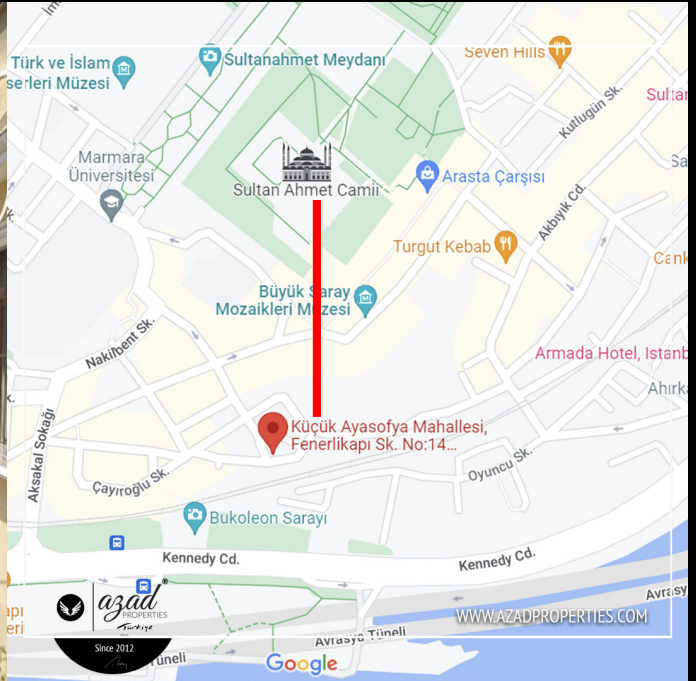 Seven Hills
Türk ve İslam
serleri Müzesi
Sultanahmet Meydanı
Kutlugün Sk.
Marmara
Üniversitesi
Sultan Ahmet Camii
Arasta Çarşısı
Akbıyık Cd.
Turgut Kebab
Büyük Saray
Mozaikleri Müzesi
Nakilbent Sk.
Armada Hotel, Istanb
Ahırk
Küçük Ayasofya Mahallesi,
Fenerlikapı Sk. No:14...
Aksakal Sokağı
Çayıroğlu Sk.
Oyuncu Sk.
Bukoleon Sarayı
Kennedy Cd.
Kennedy Cd.
azad®
PROPERTIES
Türkiye
Since 2012
WWW.AZADPROPERTIES.COM
Avrasy
Avrasya Tüneli
Google